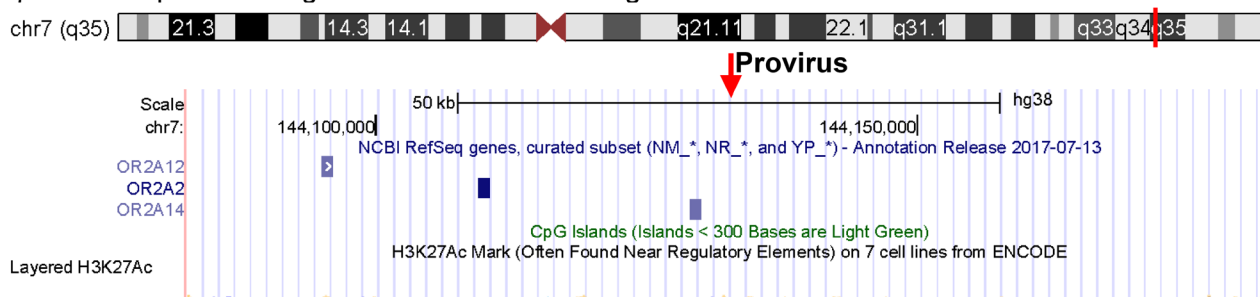 chr7 (q35) 21.3 14.3 14.1 q21.11 22.1 q31.1 q33 q34 q35
Provirus
Scale 50 kb hg38
chr7: 144,100,000 144,150,000
NCBI RefSeq genes, curated subset (NM_*, NR_*, and YP_*) - Annotation Release 2017-07-13
OR2A12
OR2A2
OR2A14
CpG Islands (Islands < 300 Bases are Light Green)
H3K27Ac Mark (Often Found Near Regulatory Elements) on 7 cell lines from ENCODE
Layered H3K27Ac